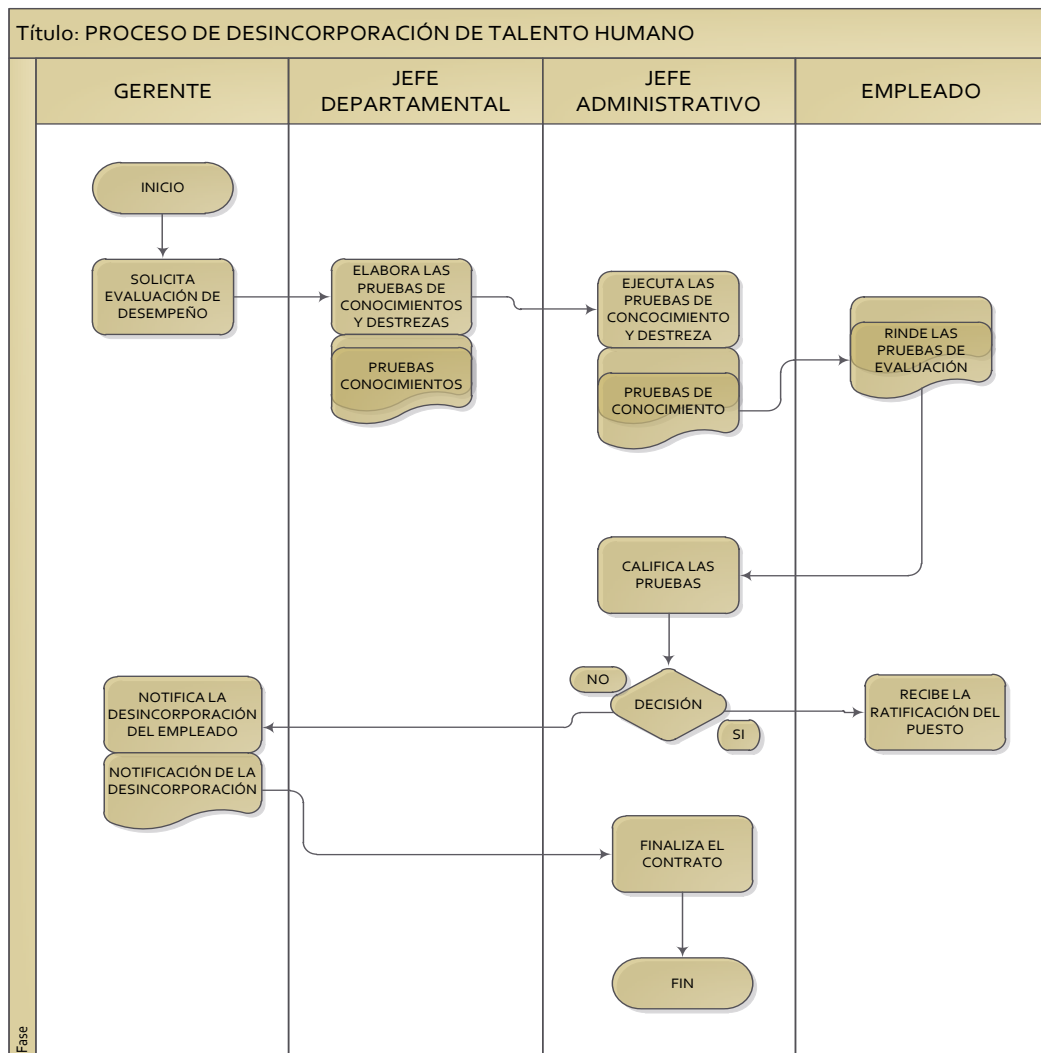 Título: PROCESO DE DESINCORPORACIÓN DE TALENTO HUMANO
GERENTE
JEFE
DEPARTAMENTAL
JEFE
ADMINISTRATIVO
EMPLEADO
INICIO
SOLICITA
EVALUACIÓN DE
DESEMPEÑO
ELABORA LAS
PRUEBAS DE
CONOCIMIENTOS
Y DESTREZAS
PRUEBAS
CONOCIMIENTOS
EJECUTA LAS
PRUEBAS DE
CONCOCIMIENTO
Y DESTREZA
PRUEBAS DE
CONOCIMIENTO
RINDE LAS
PRUEBAS DE
EVALUACIÓN
CALIFICA LAS
PRUEBAS
NO
DECISIÓN
SI
NOTIFICA LA
DESINCORPORACIÓN
DEL EMPLEADO
NOTIFICACIÓN DE LA
DESINCORPORACIÓN
RECIBE LA
RATIFICACIÓN DEL
PUESTO
FINALIZA EL
CONTRATO
FIN
Fase